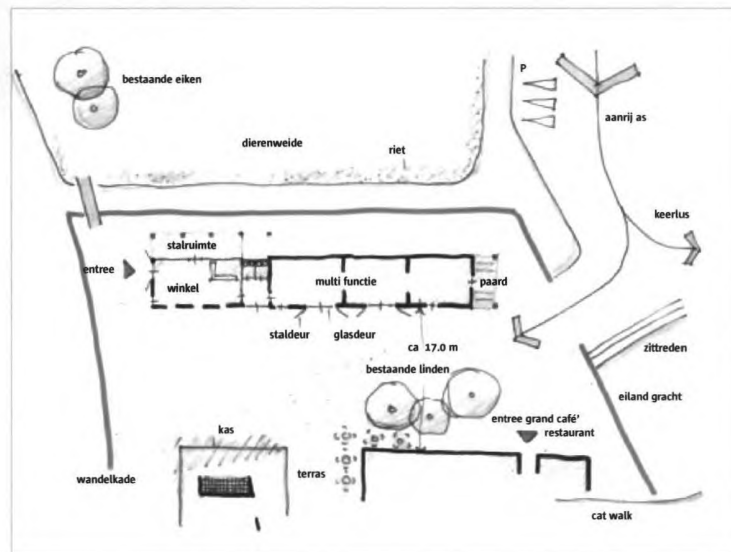 P
bestaande eiken
aanrij as
dierenweide
riet
keerlus
stalruimte
entree
winkel
multi functie
paard
staldeur
glasdeur
ca 17.0 m
zittreden
bestaande linden
eiland gracht
entree grand café'
restaurant
kas
terras
wandelkade
cat walk